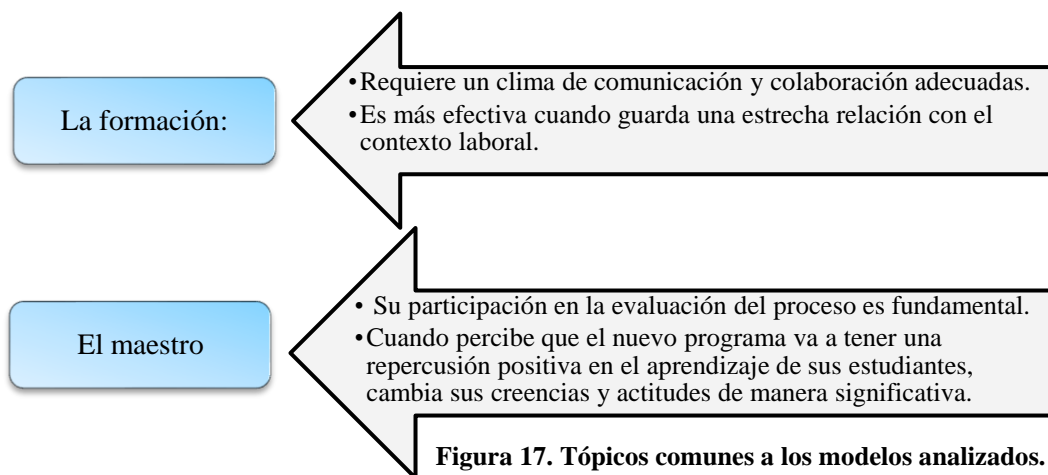 La formación:
•Requiere un clima de comunicación y colaboración adecuadas.
•Es más efectiva cuando guarda una estrecha relación con el
contexto laboral.
El maestro
• Su participación en la evaluación del proceso es fundamental.
•Cuando percibe que el nuevo programa va a tener una
repercusión positiva en el aprendizaje de sus estudiantes,
cambia sus creencias y actitudes de manera significativa.
Figura 17. Tópicos comunes a los modelos analizados.